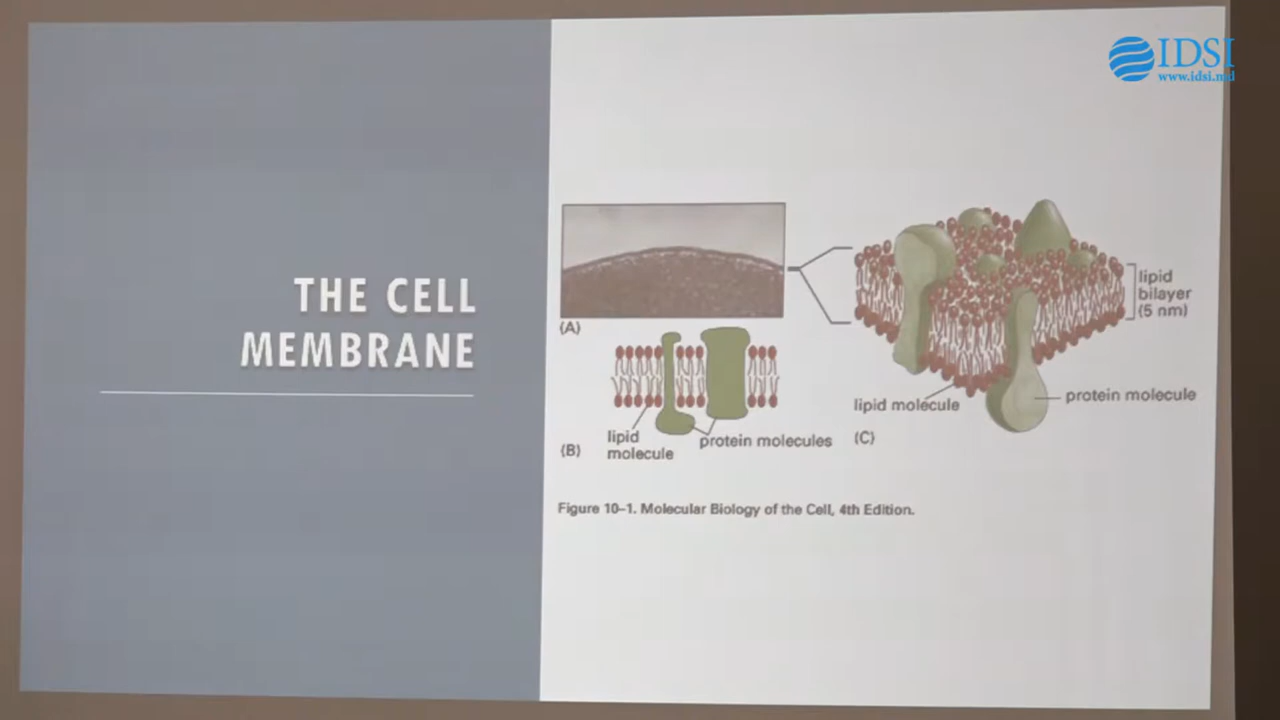 IDSI
www.idsi.md
THE CELL
MEMBRANE
(A)
lipid
bilayer
(5 nm)
lipid molecule
protein molecule
(C)
lipid
molecule
protein molecules
(B)
Figure 10–1. Molecular Biology of the Cell, 4th Edition.